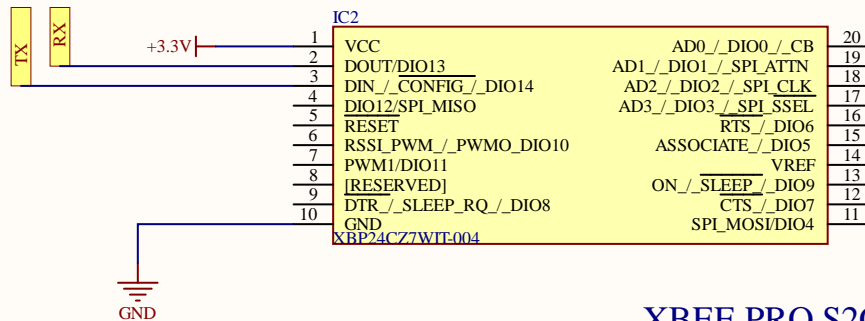 IC2
TX
RX
+3.3V
1 VCC AD0_/_DIO0_/_CB 20
2 DOUT/DIO13 AD1_/_DIO1_/_SPI_ATTN 19
3 DIN_/_CONFIG_/_DIO14 AD2_/_DIO2_/_SPI_CLK 18
4 DIO12/SPI_MISO AD3_/_DIO3_/_SPI_SSEL 17
5 RESET RTS_/_DIO6 16
6 RSSI_PWM_/_PWMO_DIO10 ASSOCIATE_/_DIO5 15
7 PWM1/DIO11 VREF 14
8 [RESERVED] ON_/_SLEEP_/_DIO9 13
9 DTR_/_SLEEP_RQ_/_DIO8 CTS_/_DIO7 12
10 GND SPI_MOSI/DIO4 11
XBP24CZ7WIT-004
GND
XBEE PRO